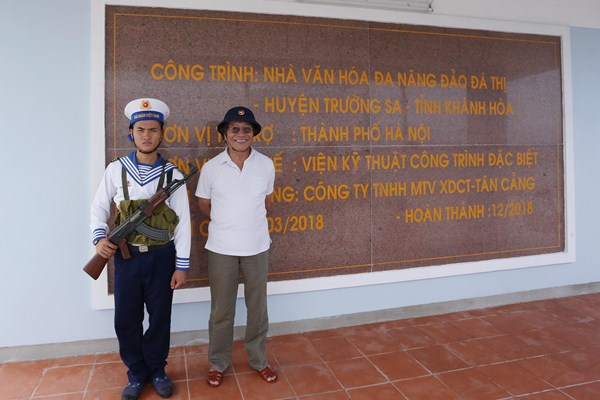 CÔNG TRÌNH: NHÀ VĂN HÓA ĐA NĂNG ĐẢO ĐÁ THỊ
- HUYỆN TRƯỜNG SA - TỈNH KHÁNH HÒA
ĐƠN VỊ : THÀNH PHỐ HÀ NỘI
: VIỆN KỸ THUẬT CÔNG TRÌNH ĐẶC BIỆT
: CÔNG TY TNHH MTV XDCT-TÂN CẢNG
03/2018 - HOÀN THÀNH :12/2018